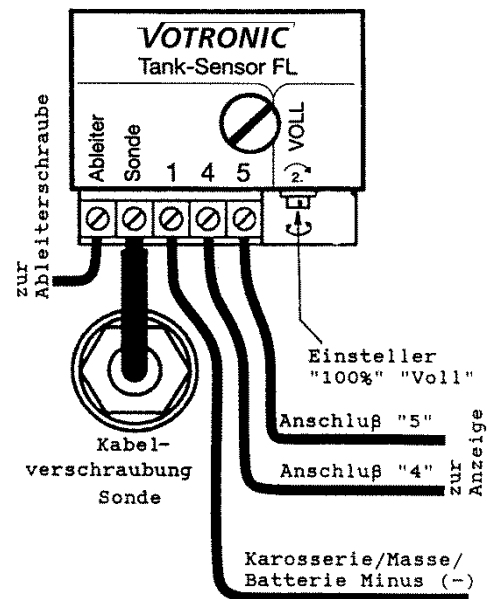 VOTRONIC
Tank-Sensor FL
Ableiter
Sonde
1
4
5
VOLL
2.
zur
Ableiterschraube
Einsteller
"100%" "Voll"
Kabel-
verschraubung
Sonde
Anschluß "5"
Anschluß "4"
zur
Anzeige
Karosserie/Masse/
Batterie Minus (-)